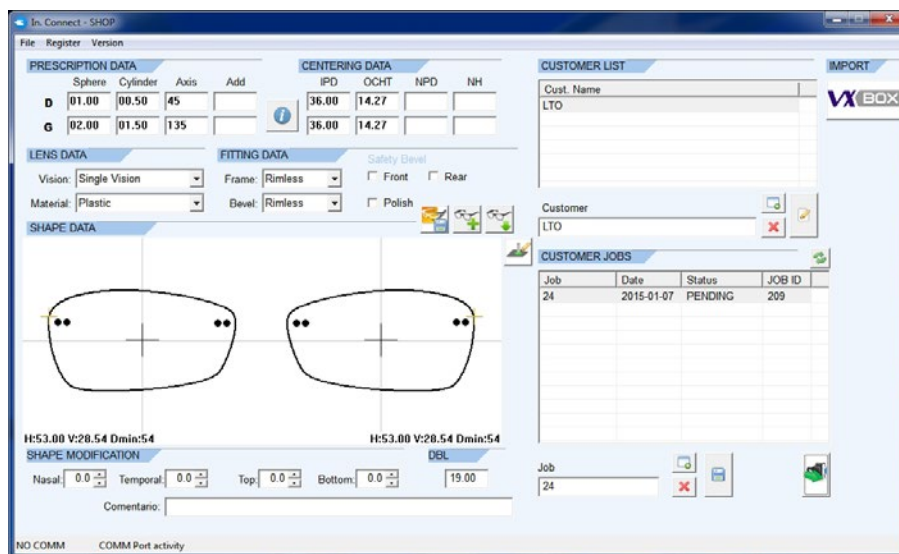 In. Connect - SHOP
File Register Version
PRESCRIPTION DATA
Sphere Cylinder Axis Add
D 01.00 00.50 45
G 02.00 01.50 135
CENTERING DATA
IPD OCHT NPD NH
36.00 14.27
36.00 14.27
LENS DATA
Vision: Single Vision
Material: Plastic
FITTING DATA
Frame: Rimless
Bevel: Rimless
Safety Bevel
Front Rear
Polish
SHAPE DATA
H:53.00 V:28.54 Dmin:54
H:53.00 V:28.54 Dmin:54
SHAPE MODIFICATION
Nasal: 0.0 Temporal: 0.0 Top: 0.0 Bottom: 0.0
DBL
19.00
Comentario:
CUSTOMER LIST
Cust. Name
LTO
Customer
LTO
CUSTOMER JOBS
Job Date Status JOB ID
24 2015-01-07 PENDING 209
Job
24
IMPORT
VX BOX
NO COMM COMM Port activity